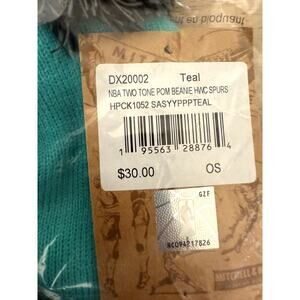 DX20002 Teal
NBA TWO TONE POM BEANIE HWC SPURS
HPCK1052 SASYYPPPTEAL
1 95563 28876 4
$30.00 OS
GZF
MITCHELL &